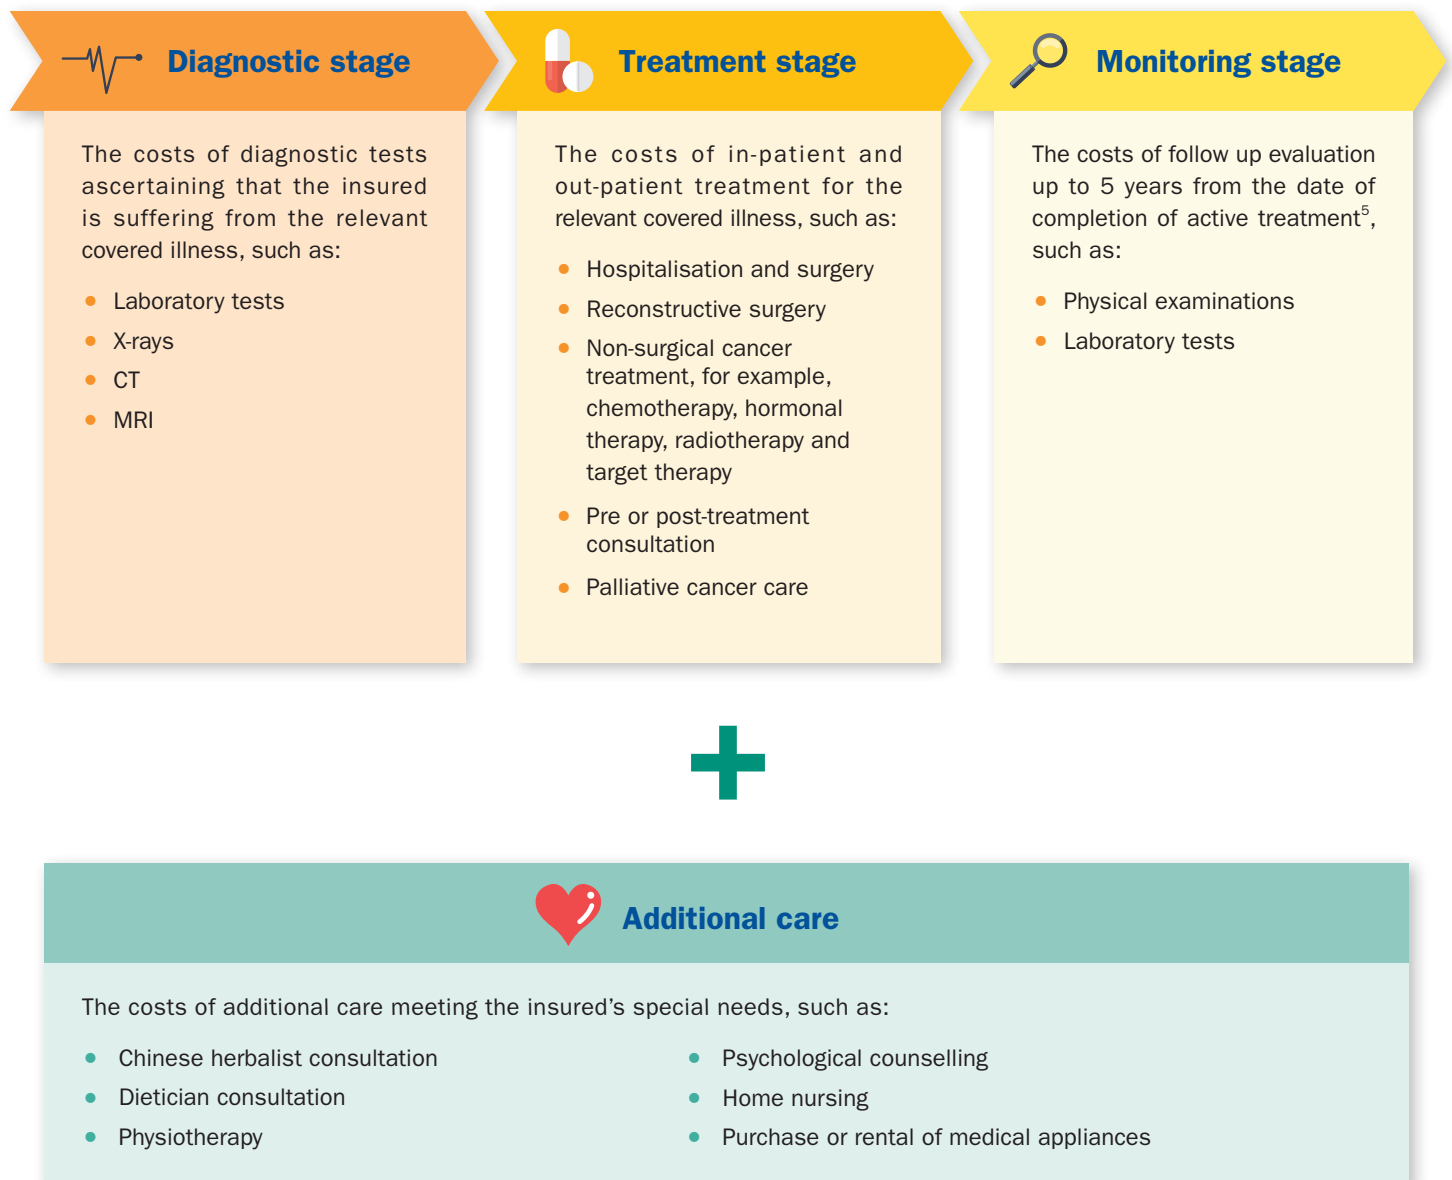 Diagnostic stage
The costs of diagnostic tests
ascertaining that the insured
is suffering from the relevant
covered illness, such as:
Laboratory tests
X-rays
CT
MRI
Treatment stage
The costs of in-patient and
out-patient treatment for the
relevant covered illness, such as:
Hospitalisation and surgery
Reconstructive surgery
Non-surgical cancer
treatment, for example,
chemotherapy, hormonal
therapy, radiotherapy and
target therapy
Pre or post-treatment
consultation
Palliative cancer care
Monitoring stage
The costs of follow up evaluation
up to 5 years from the date of
completion of active treatment5,
such as:
Physical examinations
Laboratory tests
Additional care
The costs of additional care meeting the insured’s special needs, such as:
Chinese herbalist consultation
Dietician consultation
Physiotherapy
Psychological counselling
Home nursing
Purchase or rental of medical appliances